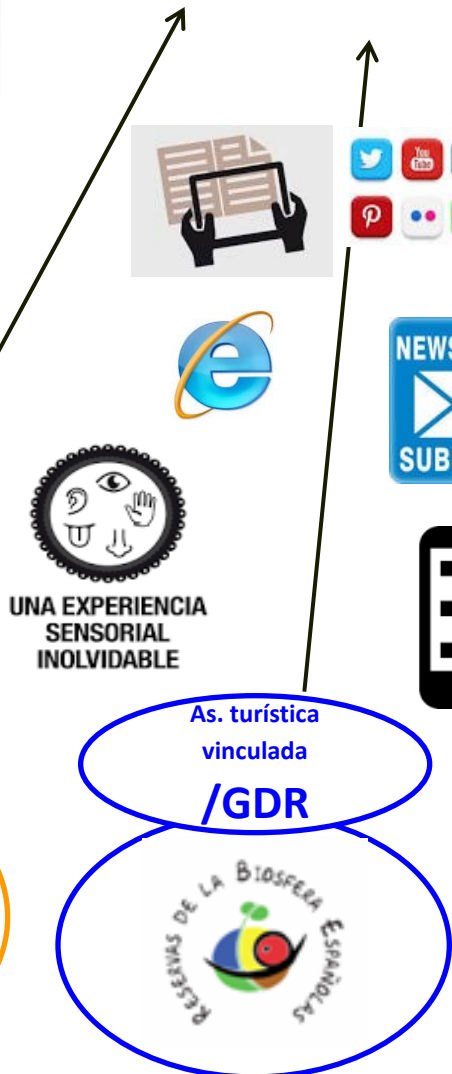 You
Tube
NEWS
SUB
UNA EXPERIENCIA
SENSORIAL
INOLVIDABLE
As. turística
vinculada
/GDR
RESERVAS DE LA BIOSFERA ESPAÑOLAS